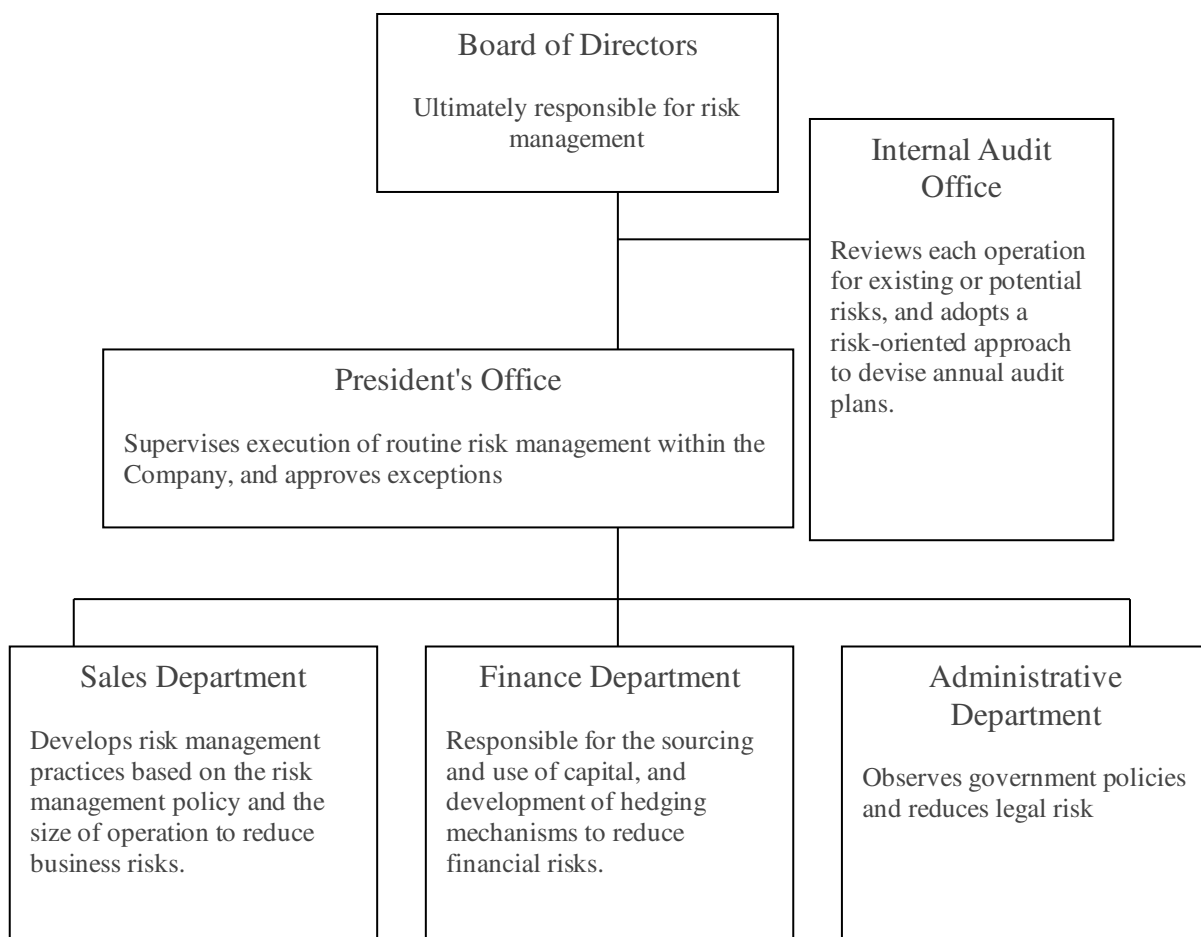 Board of Directors
Ultimately responsible for risk
management
Internal Audit
Office
Reviews each operation
for existing or potential
risks, and adopts a
risk-oriented approach
to devise annual audit
plans.
President's Office
Supervises execution of routine risk management within the
Company, and approves exceptions
Sales Department
Develops risk management
practices based on the risk
management policy and the
size of operation to reduce
business risks.
Finance Department
Responsible for the sourcing
and use of capital, and
development of hedging
mechanisms to reduce
financial risks.
Administrative
Department
Observes government policies
and reduces legal risk